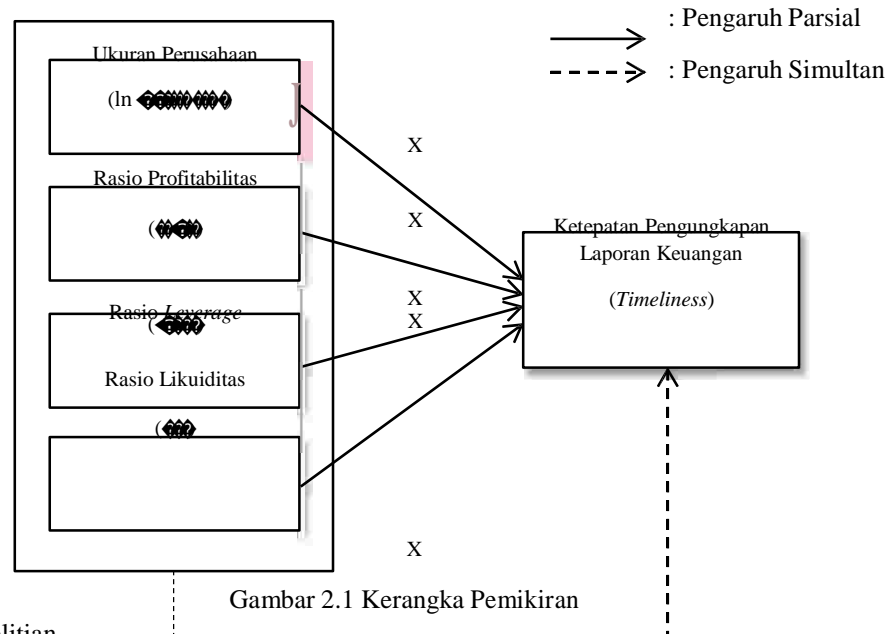 : Pengaruh Parsial
: Pengaruh Simultan
Ukuran Perusahaan
(ln
J
X
Rasio Profitabilitas
X
Ketepatan Pengungkapan
Laporan Keuangan
(Timeliness)
Rasio Leverage
X
X
Rasio Likuiditas
X
Gambar 2.1 Kerangka Pemikiran